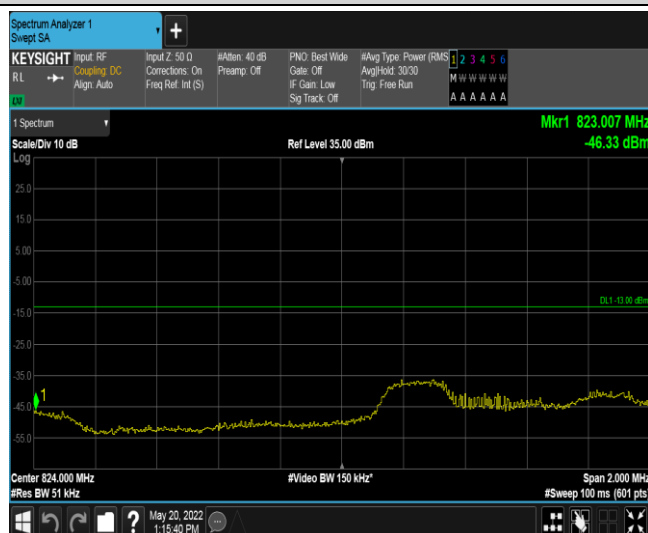 Spectrum Analyzer 1
Swept SA
KEYSIGHT
RL
Input: RF
Coupling: DC
Align: Auto
Input Z: 50 Ω
Corrections: On
Freq Ref: Int (S)
#Atten: 40 dB
Preamp: Off
PNO: Best Wide
Gate: Off
IF Gain: Low
Sig Track: Off
#Avg Type: Power (RMS
Avg|Hold: 30/30
Trig: Free Run
1 2 3 4 5 6
M W W W W W
A A A A A A
1 Spectrum
Scale/Div 10 dB
Ref Level 35.00 dBm
Mkr1 823.007 MHz
-46.33 dBm
Log
25.0
15.0
5.00
-5.00
DL1 -13.00 dBm
-15.0
-25.0
-35.0
1
-45.0
-55.0
Center 824.000 MHz
#Video BW 150 kHz*
Span 2.000 MHz
#Res BW 51 kHz
#Sweep 100 ms (601 pts)
?
May 20, 2022
1:15:40 PM